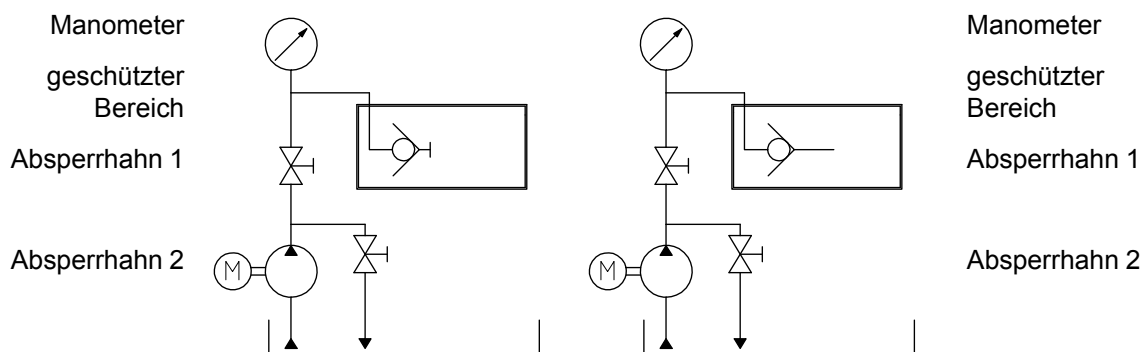 Manometer
geschützter
Bereich
Absperrhahn 1
Absperrhahn 2
M
M
Manometer
geschützter
Bereich
Absperrhahn 1
Absperrhahn 2